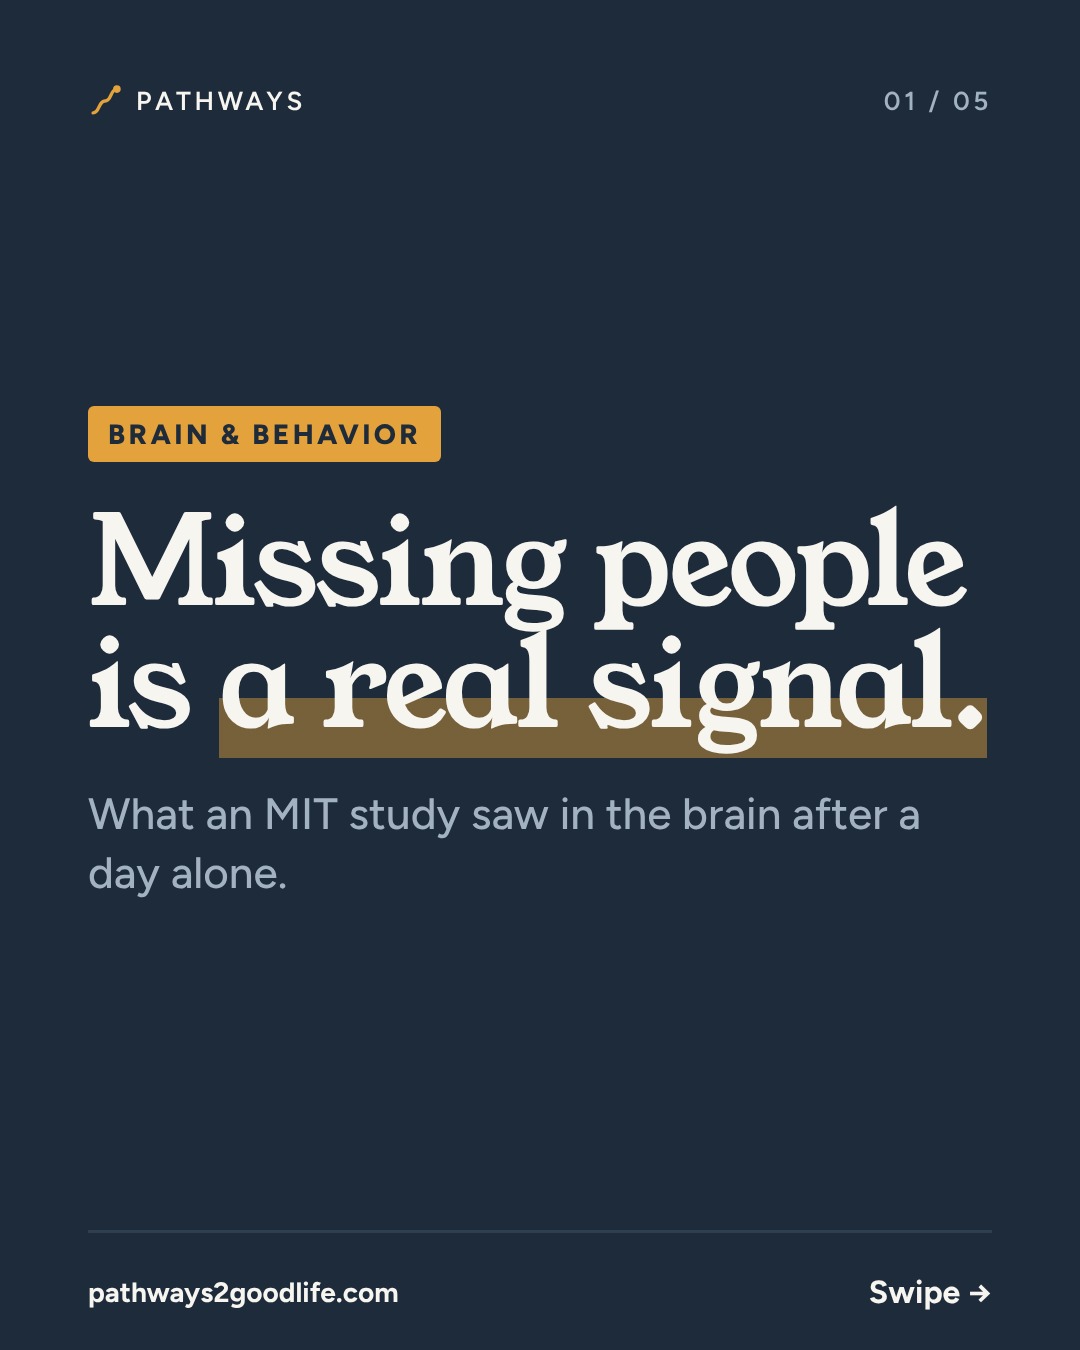 PATHWAYS
01 / 05
BRAIN & BEHAVIOR
Missing people
is a real signal.
What an MIT study saw in the brain after a
day alone.
pathways2goodlife.com
Swipe →